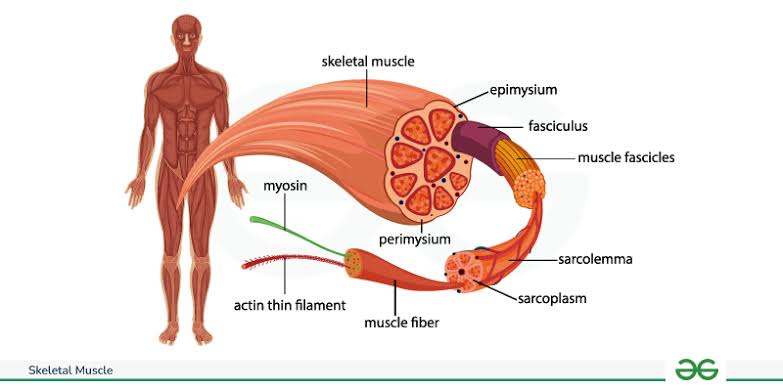 skeletal muscle
epimysium
fasciculus
muscle fascicles
myosin
perimysium
sarcolemma
actin thin filament
sarcoplasm
muscle fiber
Skeletal Muscle